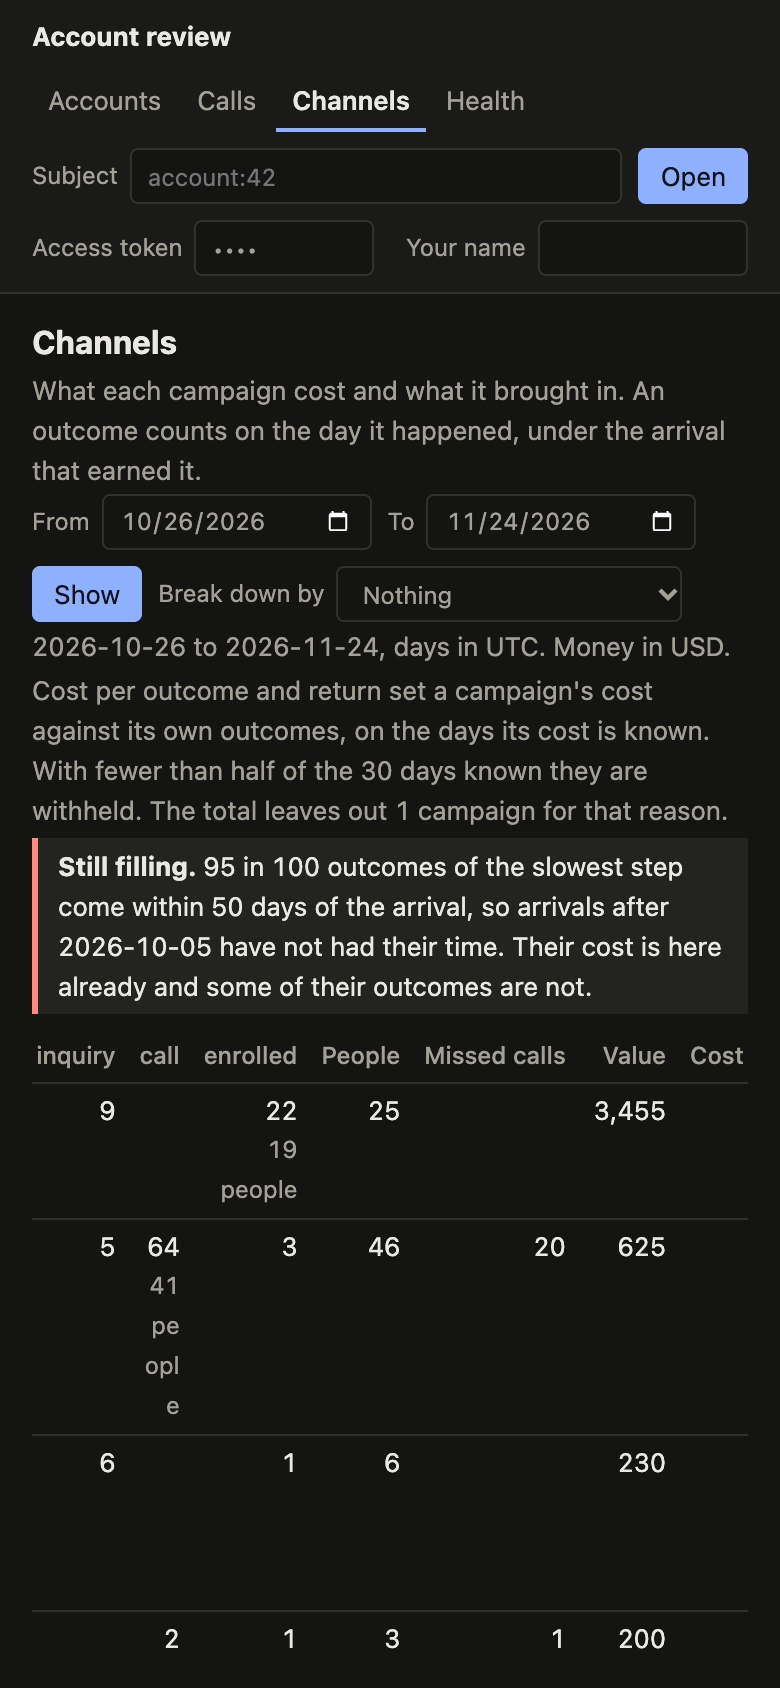 Account review
Accounts Calls Channels Health
Subject account:42 Open
Access token •••• Your name
Channels
What each campaign cost and what it brought in. An
outcome counts on the day it happened, under the arrival
that earned it.
From 10/26/2026 To 11/24/2026
Show Break down by Nothing
2026-10-26 to 2026-11-24, days in UTC. Money in USD.
Cost per outcome and return set a campaign's cost
against its own outcomes, on the days its cost is known.
With fewer than half of the 30 days known they are
withheld. The total leaves out 1 campaign for that reason.
Still filling. 95 in 100 outcomes of the slowest step
come within 50 days of the arrival, so arrivals after
2026-10-05 have not had their time. Their cost is here
already and some of their outcomes are not.
inquiry call enrolled People Missed calls Value Cost
9 22 25 3,455
19
people
5 64 3 46 20 625
41
pe
opl
e
6 1 6 230
2 1 3 1 200